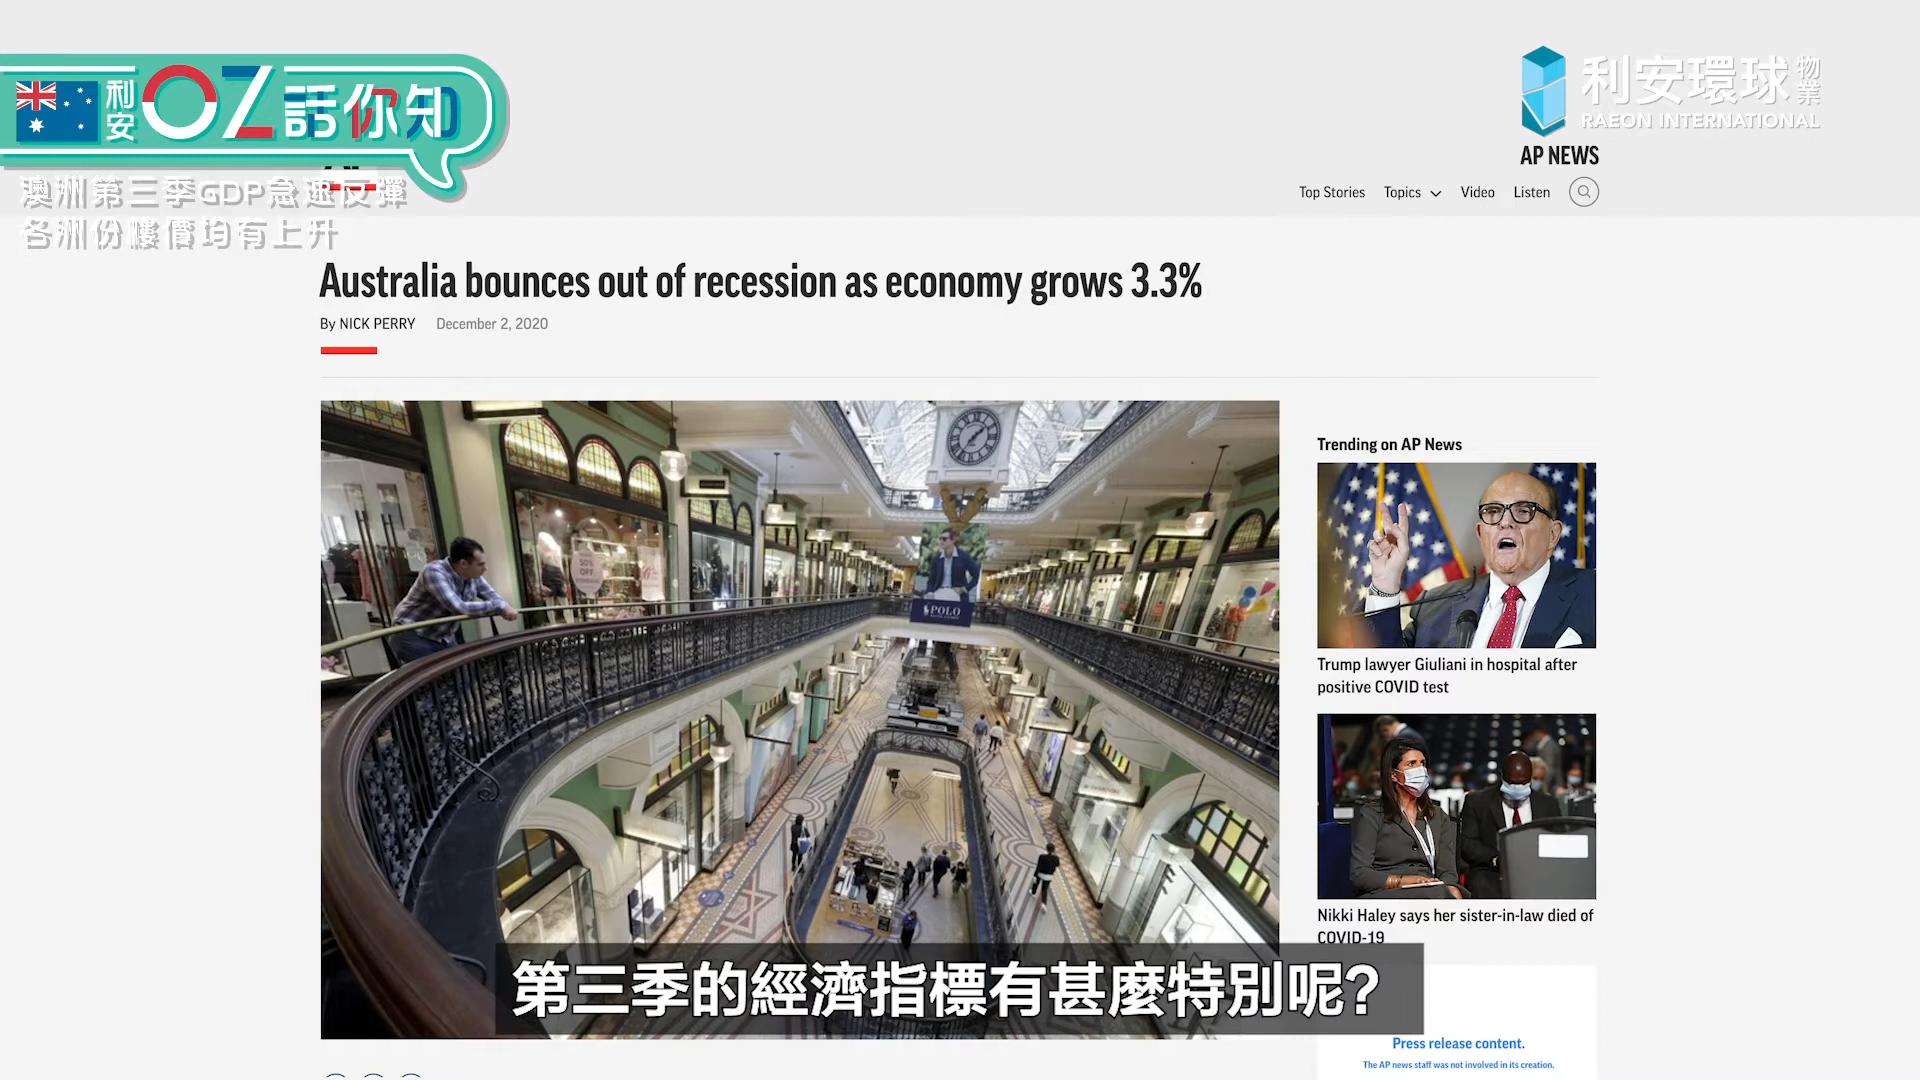 利安 OZ話你知
澳洲第三季GDP急速反彈
各洲份樓價均有上升
利安環球物業
RAEON INTERNATIONAL
AP NEWS
Top Stories Topics Video Listen
Australia bounces out of recession as economy grows 3.3%
By NICK PERRY December 2, 2020
POLO
50% OFF
Trending on AP News
Trump lawyer Giuliani in hospital after
positive COVID test
Nikki Haley says her sister-in-law died of
COVID-19
第三季的經濟指標有甚麼特別呢?
Press release content.
The AP news staff was not involved in its creation.